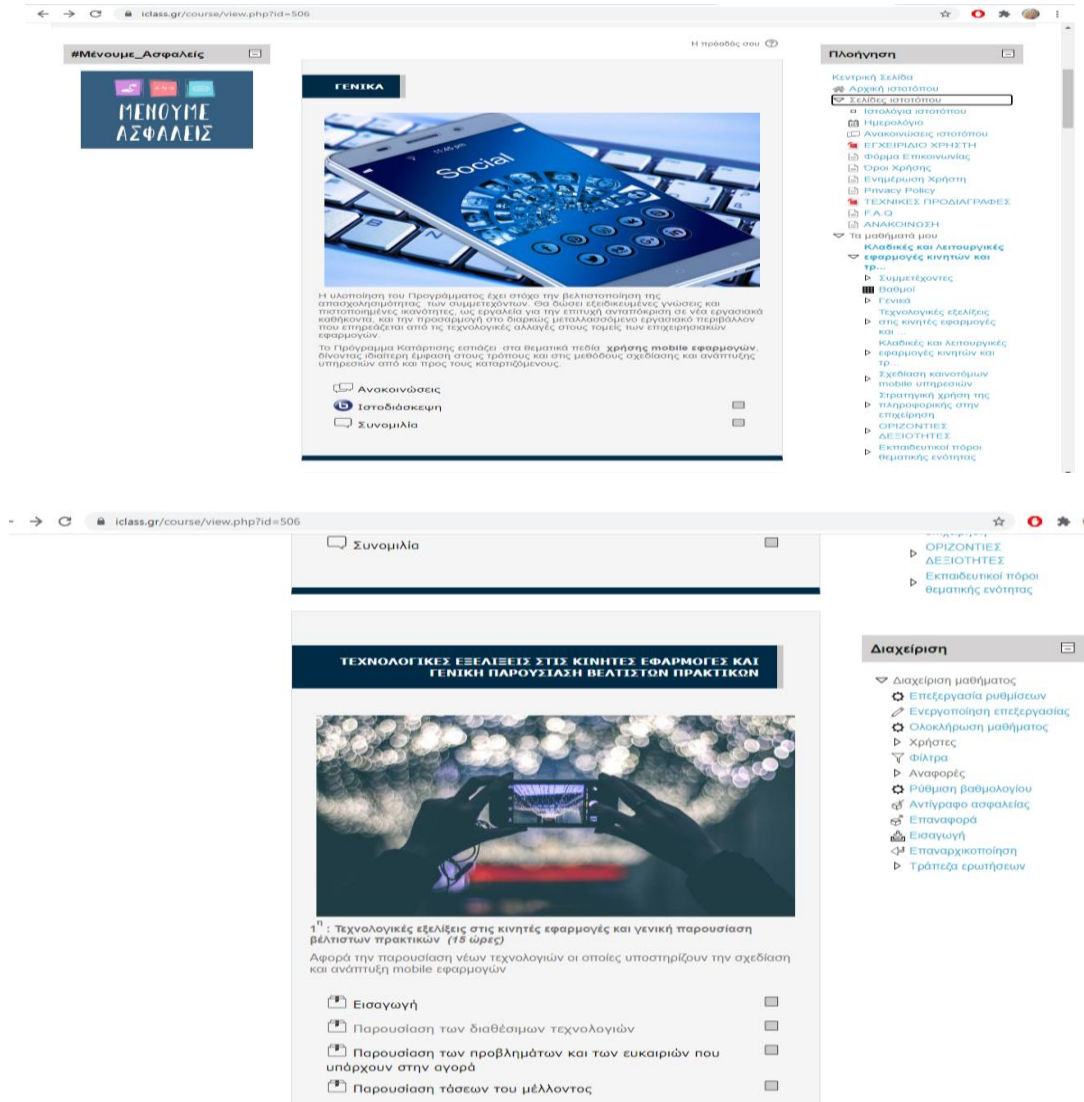 iclass.gr/course/view.php?id=506
#Μένουμε_Ασφαλείς
ΜΕΝΟΥΜΕ
ΑΣΦΑΛΕΙΣ
Η πρόοδός σου
ΓΕΝΙΚΑ
11:45 pm
Social
Η υλοποίηση του Προγράμματος έχει στόχο την βελτιστοποίηση της
απασχολησιμότητας των συμμετεχόντων. Θα δώσει εξειδικευμένες γνώσεις και
πιστοποιημένες ικανότητες, ως εργαλεία για την επιτυχή ανταπόκριση σε νέα εργασιακά
καθήκοντα, και την προσαρμογή στο διαρκώς μεταλλασσόμενο εργασιακό περιβάλλον
που επηρεάζεται από τις τεχνολογικές αλλαγές στους τομείς των επιχειρησιακών
εφαρμογών.
Το Πρόγραμμα Κατάρτισης εστιάζει στα θεματικά πεδία χρήσης mobile εφαρμογών,
δίνοντας ιδιαίτερη έμφαση στους τρόπους και στις μεθόδους σχεδίασης και ανάπτυξης
υπηρεσιών από και προς τους καταρτιζόμενους.
Ανακοινώσεις
Ιστοδιάσκεψη
Συνομιλία
Πλοήγηση
Κεντρική Σελίδα
Αρχική ιστοτόπου
Σελίδες ιστοτόπου
Ιστολόγια ιστοτόπου
Ημερολόγιο
Ανακοινώσεις ιστοτόπου
ΕΓΧΕΙΡΙΔΙΟ ΧΡΗΣΤΗ
Φόρμα Επικοινωνίας
Όροι Χρήσης
Ενημέρωση Χρήστη
Privacy Policy
ΤΕΧΝΙΚΕΣ ΠΡΟΔΙΑΓΡΑΦΕΣ
F.A.Q
ΑΝΑΚΟΙΝΩΣΗ
Τα μαθήματά μου
Κλαδικές και λειτουργικές
εφαρμογές κινητών και
τρ...
Συμμετέχοντες
Βαθμοί
Γενικά
Τεχνολογικές εξελίξεις
στις κινητές εφαρμογές
και ...
Κλαδικές και λειτουργικές
εφαρμογές κινητών και
τρ...
Σχεδίαση καινοτόμων
mobile υπηρεσιών
Στρατηγική χρήση της
πληροφορικής στην
επιχείρηση
ΟΡΙΖΟΝΤΙΕΣ
ΔΕΞΙΟΤΗΤΕΣ
Εκπαιδευτικοί πόροι
θεματικής ενότητας
iclass.gr/course/view.php?id=506
Συνομιλία
ΤΕΧΝΟΛΟΓΙΚΕΣ ΕΞΕΛΙΞΕΙΣ ΣΤΙΣ ΚΙΝΗΤΕΣ ΕΦΑΡΜΟΓΕΣ ΚΑΙ
ΓΕΝΙΚΗ ΠΑΡΟΥΣΙΑΣΗ ΒΕΛΤΙΣΤΩΝ ΠΡΑΚΤΙΚΩΝ
1η : Τεχνολογικές εξελίξεις στις κινητές εφαρμογές και γενική παρουσίαση
βέλτιστων πρακτικών (15 ώρες)
Αφορά την παρουσίαση νέων τεχνολογιών οι οποίες υποστηρίζουν την σχεδίαση
και ανάπτυξη mobile εφαρμογών
Εισαγωγή
Παρουσίαση των διαθέσιμων τεχνολογιών
Παρουσίαση των προβλημάτων και των ευκαιριών που
υπάρχουν στην αγορά
Παρουσίαση τάσεων του μέλλοντος
ΟΡΙΖΟΝΤΙΕΣ
ΔΕΞΙΟΤΗΤΕΣ
Εκπαιδευτικοί πόροι
θεματικής ενότητας
Διαχείριση
Διαχείριση μαθήματος
Επεξεργασία ρυθμίσεων
Ενεργοποίηση επεξεργασίας
Ολοκλήρωση μαθήματος
Χρήστες
Φίλτρα
Αναφορές
Ρύθμιση βαθμολογίου
Αντίγραφο ασφαλείας
Επαναφορά
Εισαγωγή
Επαναρχικοποίηση
Τράπεζα ερωτήσεων